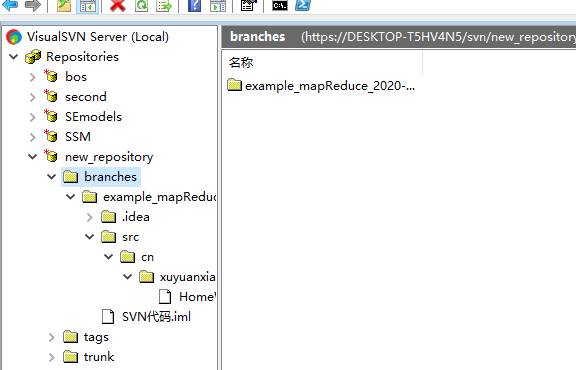 VisualSVN Server (Local)
Repositories
bos
second
SEmodels
SSM
new_repository
branches
example_mapReduc
.idea
src
cn
xuyuanxia
HomeW
SVN代码.iml
tags
trunk
branches (https://DESKTOP-T5HV4N5/svn/new_repository
名称
example_mapReduce_2020-...